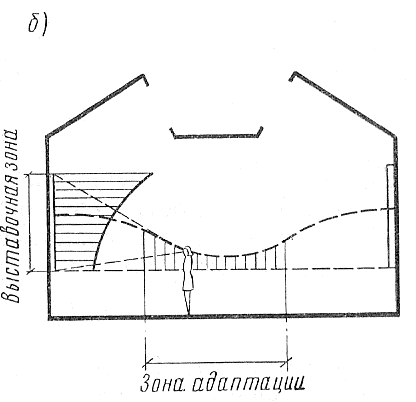 б)
Выставочная зона
Зона адаптации